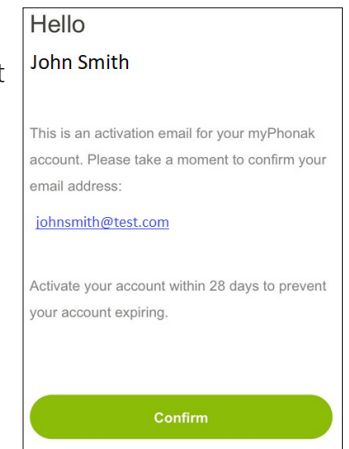 Hello
John Smith
t
This is an activation email for your myPhonak
account. Please take a moment to confirm your
email address:
johnsmith@test.com
Activate your account within 28 days to prevent
your account expiring.
Confirm